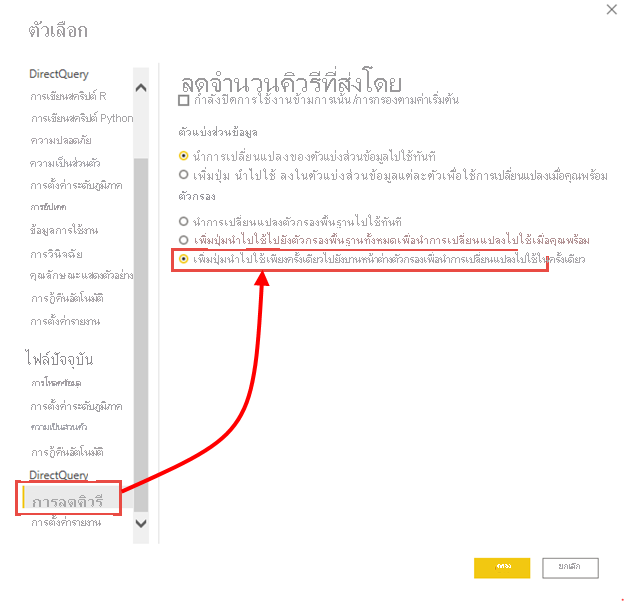 ตัวเลือก
DirectQuery
การเขียนสคริปต์ R
การเขียนสคริปต์ Python
ความปลอดภัย
ความเป็นส่วนตัว
การตั้งค่าระดับภูมิภาค
การอัปเดต
ข้อมูลการใช้งาน
การวินิจฉัย
คุณลักษณะแสดงตัวอย่าง
การกู้คืนอัตโนมัติ
การตั้งค่ารายงาน
ไฟล์ปัจจุบัน
การโหลดข้อมูล
การตั้งค่าระดับภูมิภาค
ความเป็นส่วนตัว
การกู้คืนอัตโนมัติ
DirectQuery
การลดคิวรี
การตั้งค่ารายงาน
ลดจำนวนคิวรีที่ส่งโดย
กำลังปิดการใช้งานข้ามการเน้น/การกรองตามค่าเริ่มต้น
ตัวแบ่งส่วนข้อมูล
นำการเปลี่ยนแปลงของตัวแบ่งส่วนข้อมูลไปใช้ทันที
เพิ่มปุ่ม นำไปใช้ ลงในตัวแบ่งส่วนข้อมูลแต่ละตัวเพื่อใช้การเปลี่ยนแปลงเมื่อคุณพร้อม
ตัวกรอง
นำการเปลี่ยนแปลงตัวกรองพื้นฐานไปใช้ทันที
เพิ่มปุ่มนำไปใช้ไปยังตัวกรองพื้นฐานทั้งหมดเพื่อนำการเปลี่ยนแปลงไปใช้เมื่อคุณพร้อม
เพิ่มปุ่มนำไปใช้เพียงครั้งเดียวไปยังบานหน้าต่างตัวกรองเพื่อนำการเปลี่ยนแปลงไปใช้ในครั้งเดียว
ตกลง
ยกเลิก